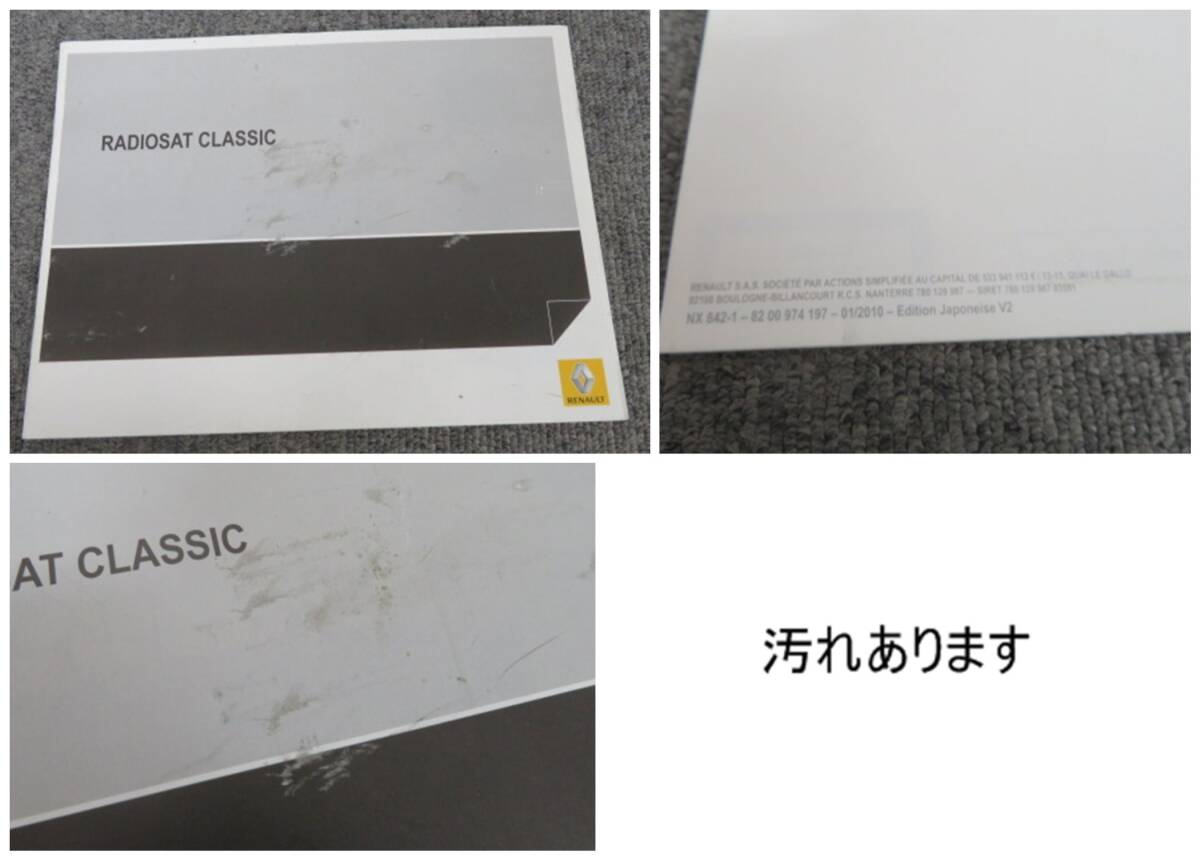 RADIOSAT CLASSIC
RENAULT
RENAULT S.A.S. SOCIÉTÉ PAR ACTIONS SIMPLIFIÉE AU CAPITAL DE 533 941 113 € / 13-15, QUAI LE GALLO
92100 BOULOGNE-BILLANCOURT R.C.S. NANTERRE 780 129 987 — SIRET 780 129 987 03591
NX 842-1 – 82 00 974 197 – 01/2010 – Edition Japoneise V2
AT CLASSIC
汚れあります